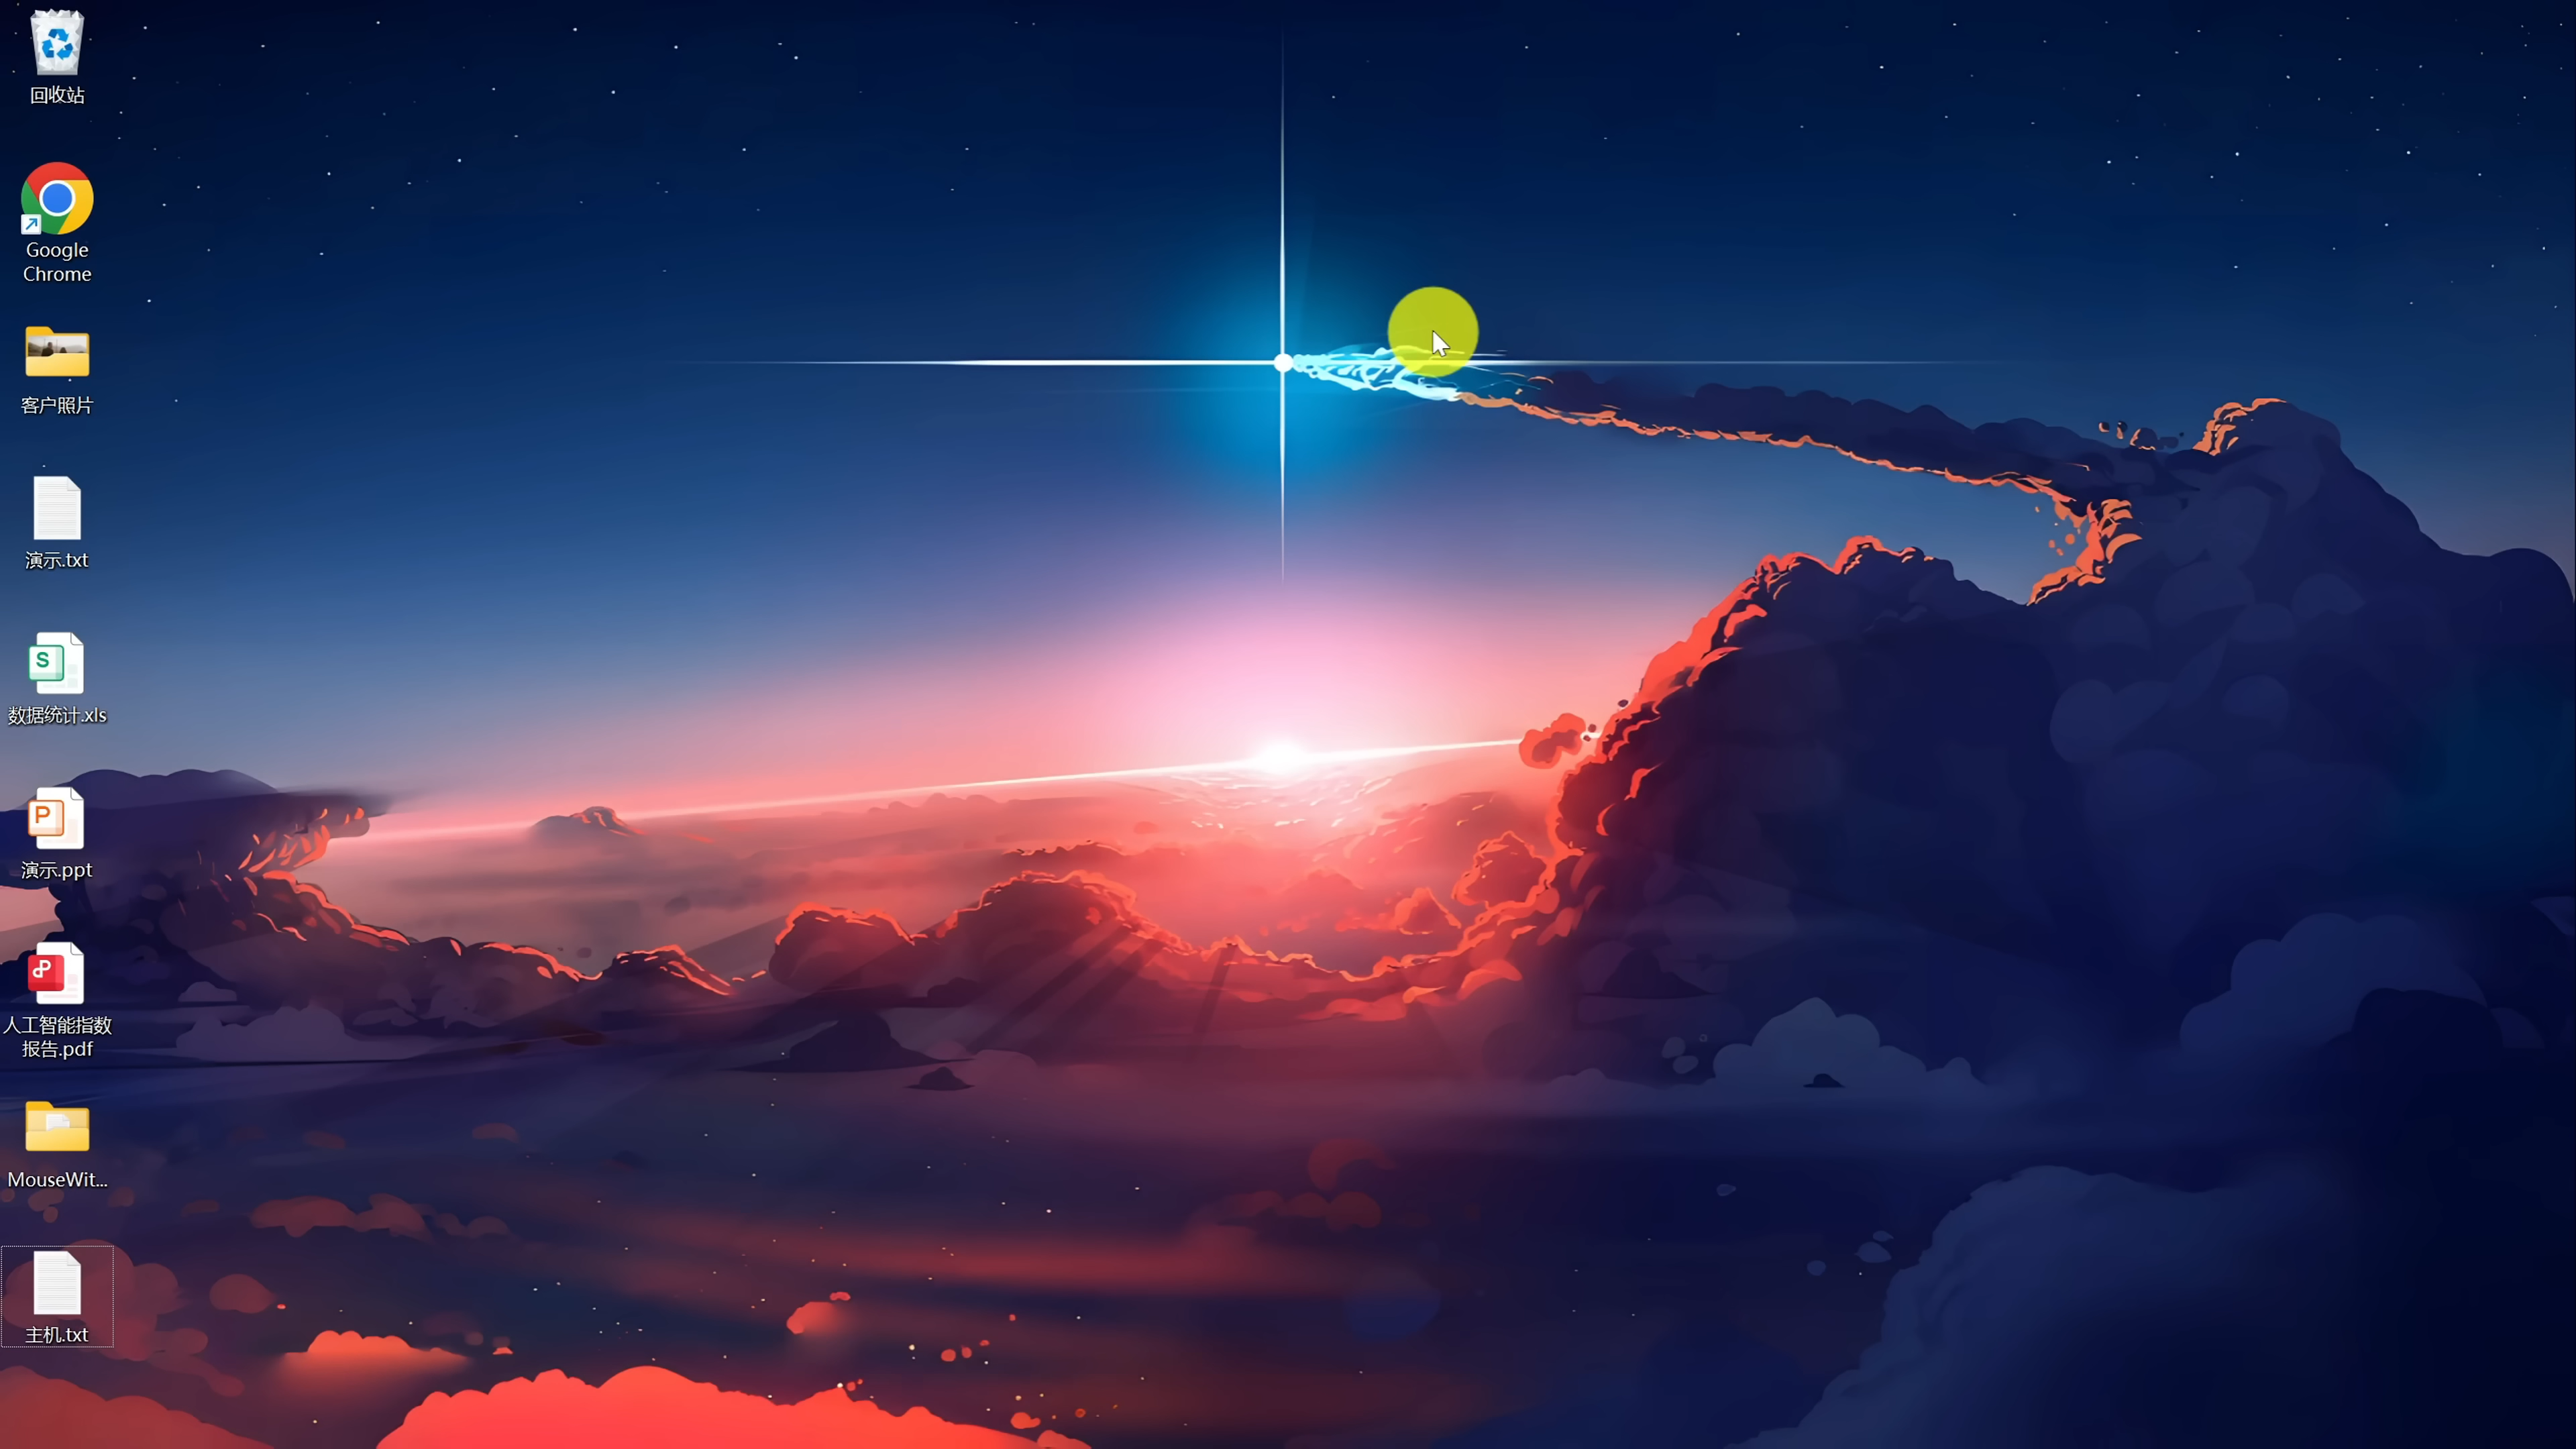 回收站
Google
Chrome
客户照片
演示.txt
S
数据统计.xls
P
演示.ppt
人工智能指数
报告.pdf
MouseWit...
主机.txt